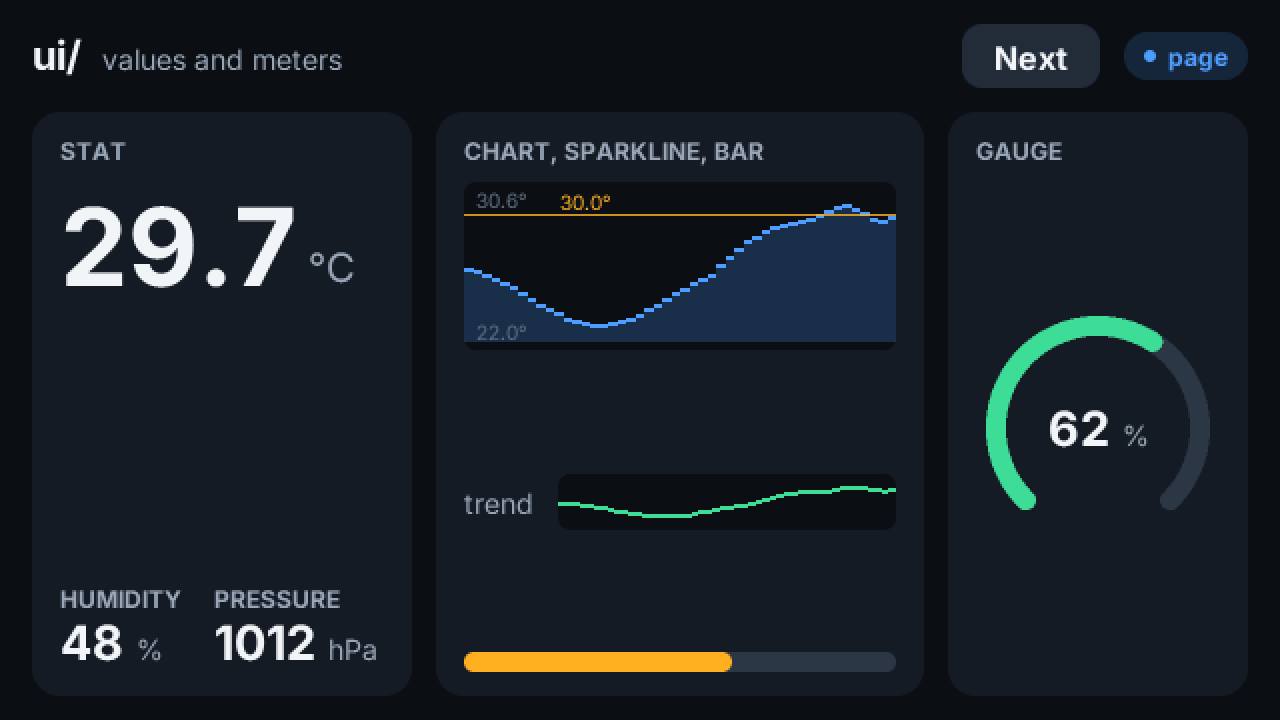 ui/ values and meters Next page
STAT
29.7 °C
HUMIDITY PRESSURE
48 % 1012 hPa
CHART, SPARKLINE, BAR
30.6° 30.0°
22.0°
trend
GAUGE
62 %